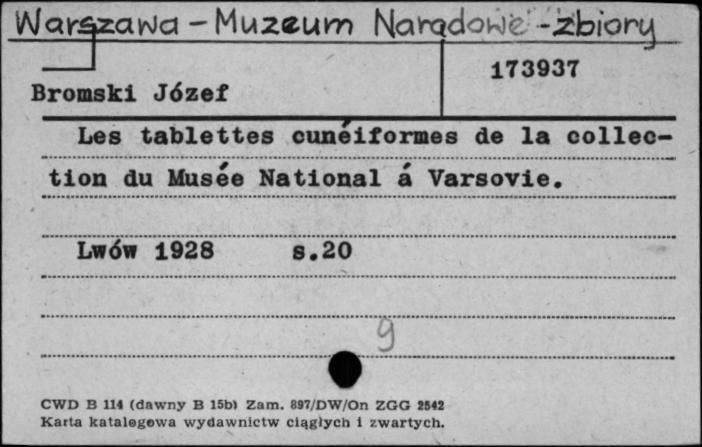 Warszawa - Muzeum Narodowe - zbiory
173937
Bromski Józef
Les tablettes cunéiformes de la collec-
tion du Musée National á Varsovie.
Lwów 1928 s.20
9
CWD B 114 (dawny B 15b) Zam. 897/DW/On ZGG 2542
Karta katalogowa wydawnictw ciągłych i zwartych.